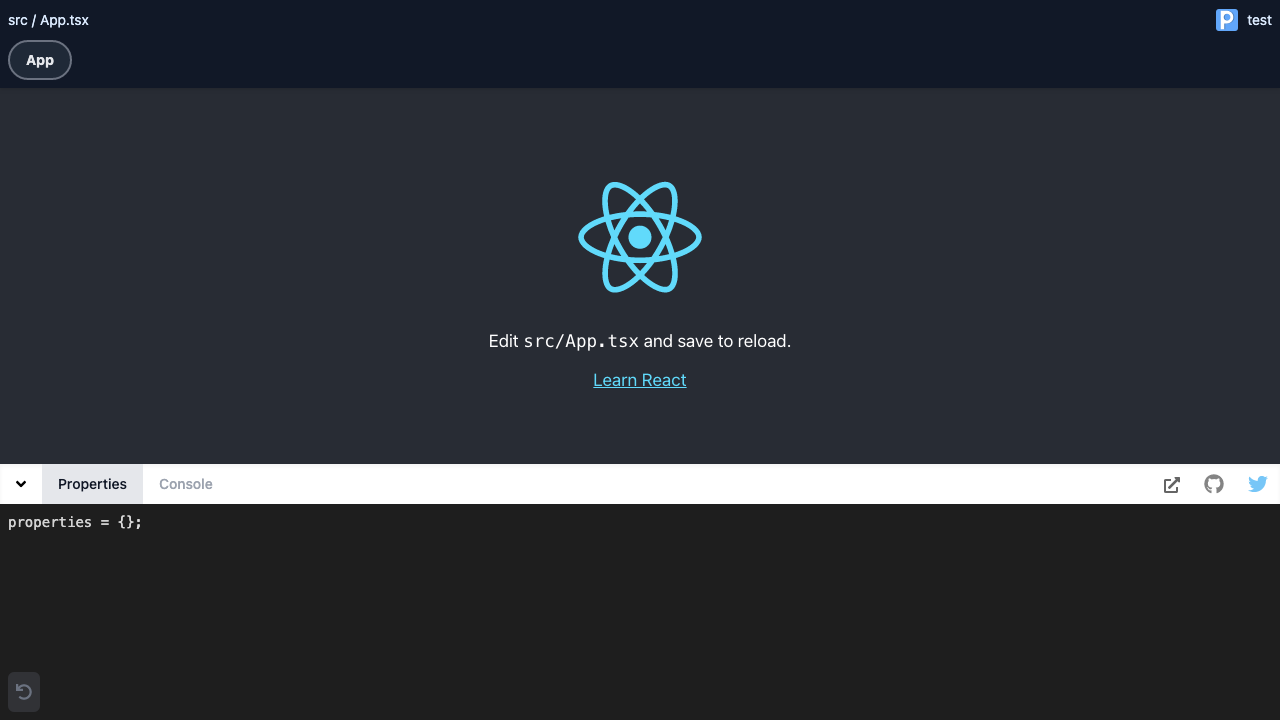 src / App.tsx
P test
App
Edit src/App.tsx and save to reload.
Learn React
Properties Console
properties = {};